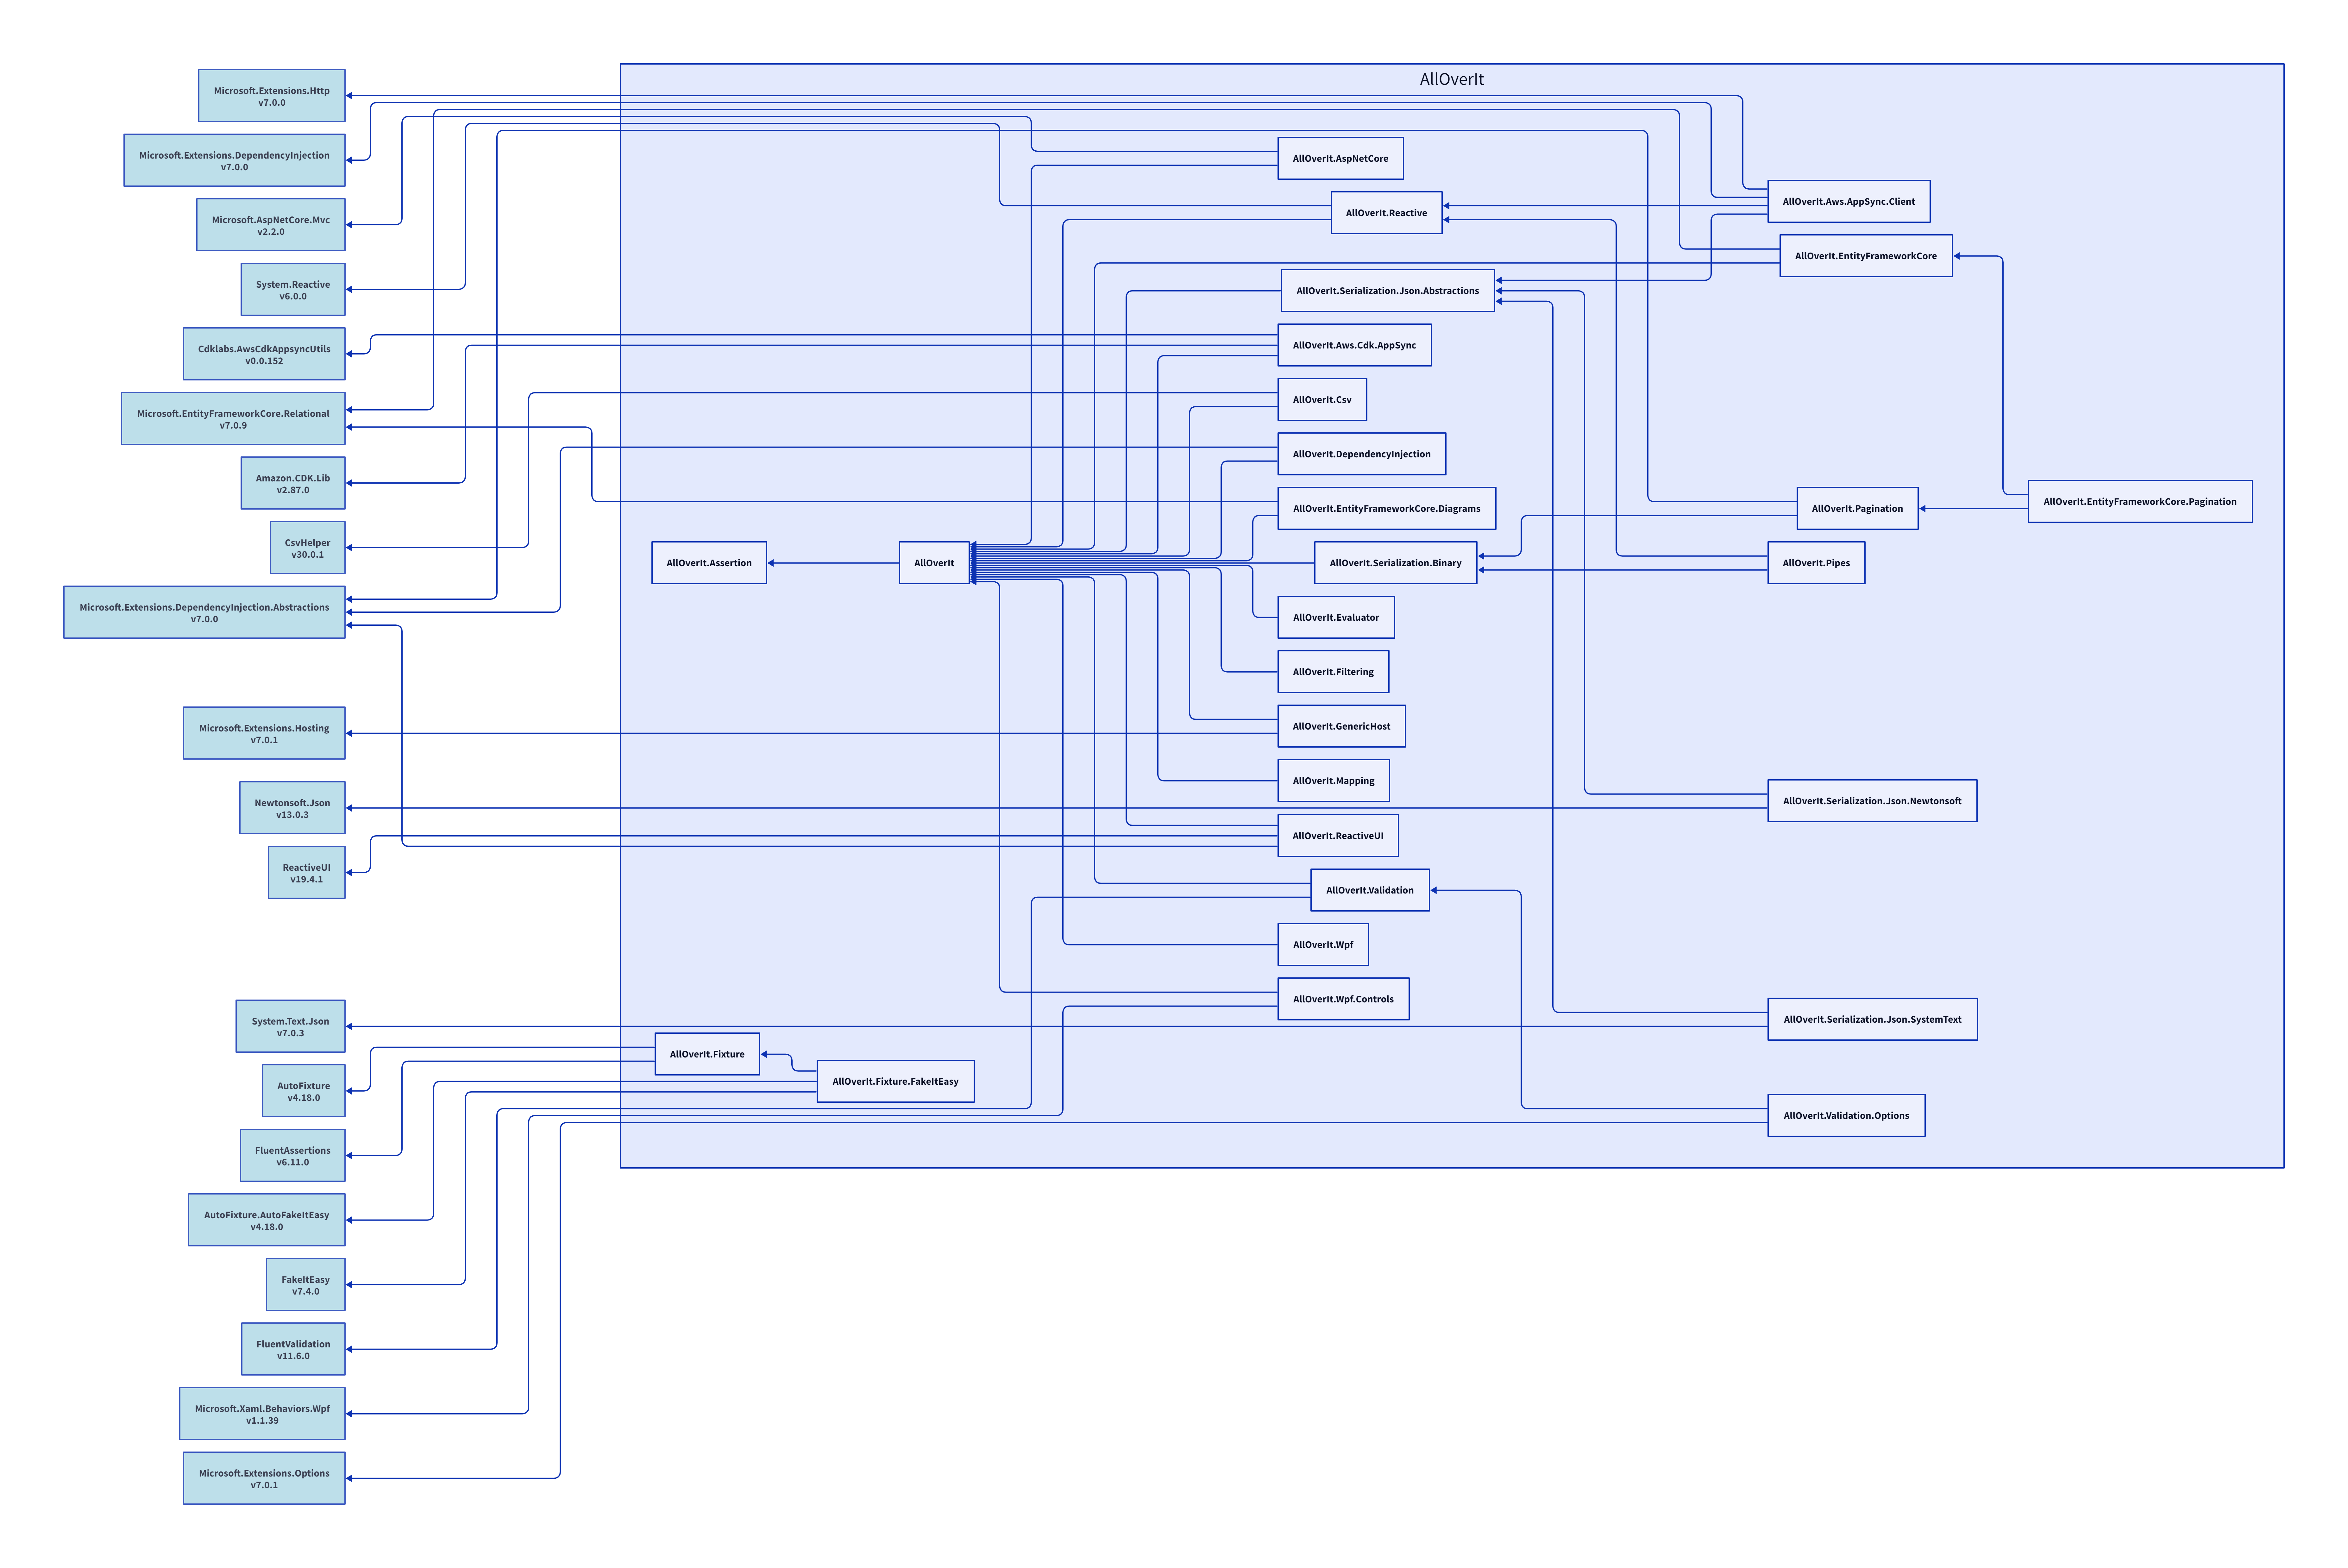 AllOverIt
Microsoft.Extensions.Http
v7.0.0
Microsoft.Extensions.DependencyInjection
v7.0.0
Microsoft.AspNetCore.Mvc
v2.2.0
System.Reactive
v6.0.0
Cdklabs.AwsCdkAppsyncUtils
v0.0.152
Microsoft.EntityFrameworkCore.Relational
v7.0.9
Amazon.CDK.Lib
v2.87.0
CsvHelper
v30.0.1
Microsoft.Extensions.DependencyInjection.Abstractions
v7.0.0
Microsoft.Extensions.Hosting
v7.0.1
Newtonsoft.Json
v13.0.3
ReactiveUI
v19.4.1
System.Text.Json
v7.0.3
AutoFixture
v4.18.0
FluentAssertions
v6.11.0
AutoFixture.AutoFakeItEasy
v4.18.0
FakeItEasy
v7.4.0
FluentValidation
v11.6.0
Microsoft.Xaml.Behaviors.Wpf
v1.1.39
Microsoft.Extensions.Options
v7.0.1
AllOverIt.Assertion
AllOverIt.Fixture
AllOverIt
AllOverIt.Fixture.FakeItEasy
AllOverIt.AspNetCore
AllOverIt.Reactive
AllOverIt.Serialization.Json.Abstractions
AllOverIt.Aws.Cdk.AppSync
AllOverIt.Csv
AllOverIt.DependencyInjection
AllOverIt.EntityFrameworkCore.Diagrams
AllOverIt.Serialization.Binary
AllOverIt.Evaluator
AllOverIt.Filtering
AllOverIt.GenericHost
AllOverIt.Mapping
AllOverIt.ReactiveUI
AllOverIt.Validation
AllOverIt.Wpf
AllOverIt.Wpf.Controls
AllOverIt.Aws.AppSync.Client
AllOverIt.EntityFrameworkCore
AllOverIt.Pagination
AllOverIt.Pipes
AllOverIt.Serialization.Json.Newtonsoft
AllOverIt.Serialization.Json.SystemText
AllOverIt.Validation.Options
AllOverIt.EntityFrameworkCore.Pagination